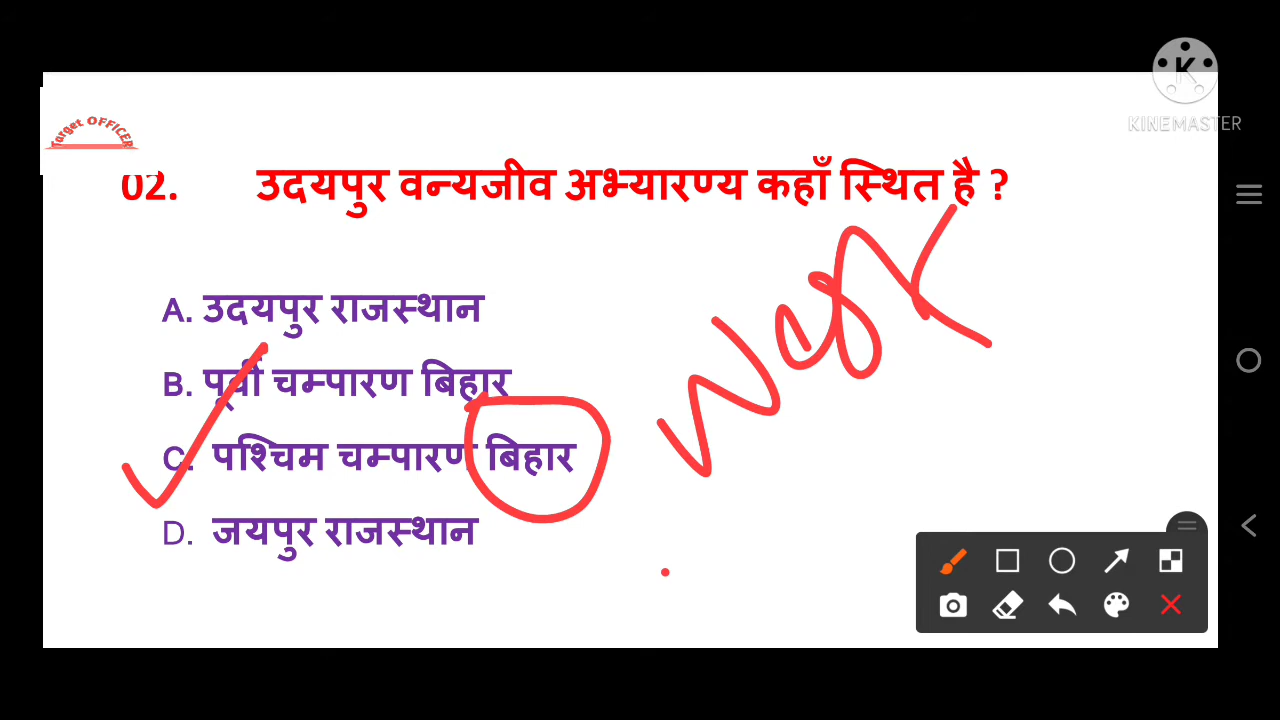 KINEMASTER
Target OFFICER
02. उदयपुर वन्यजीव अभ्यारण्य कहाँ स्थित है ?
A. उदयपुर राजस्थान
B. पूर्वी चम्पारण बिहार
C. पश्चिम चम्पारण बिहार
D. जयपुर राजस्थान
West